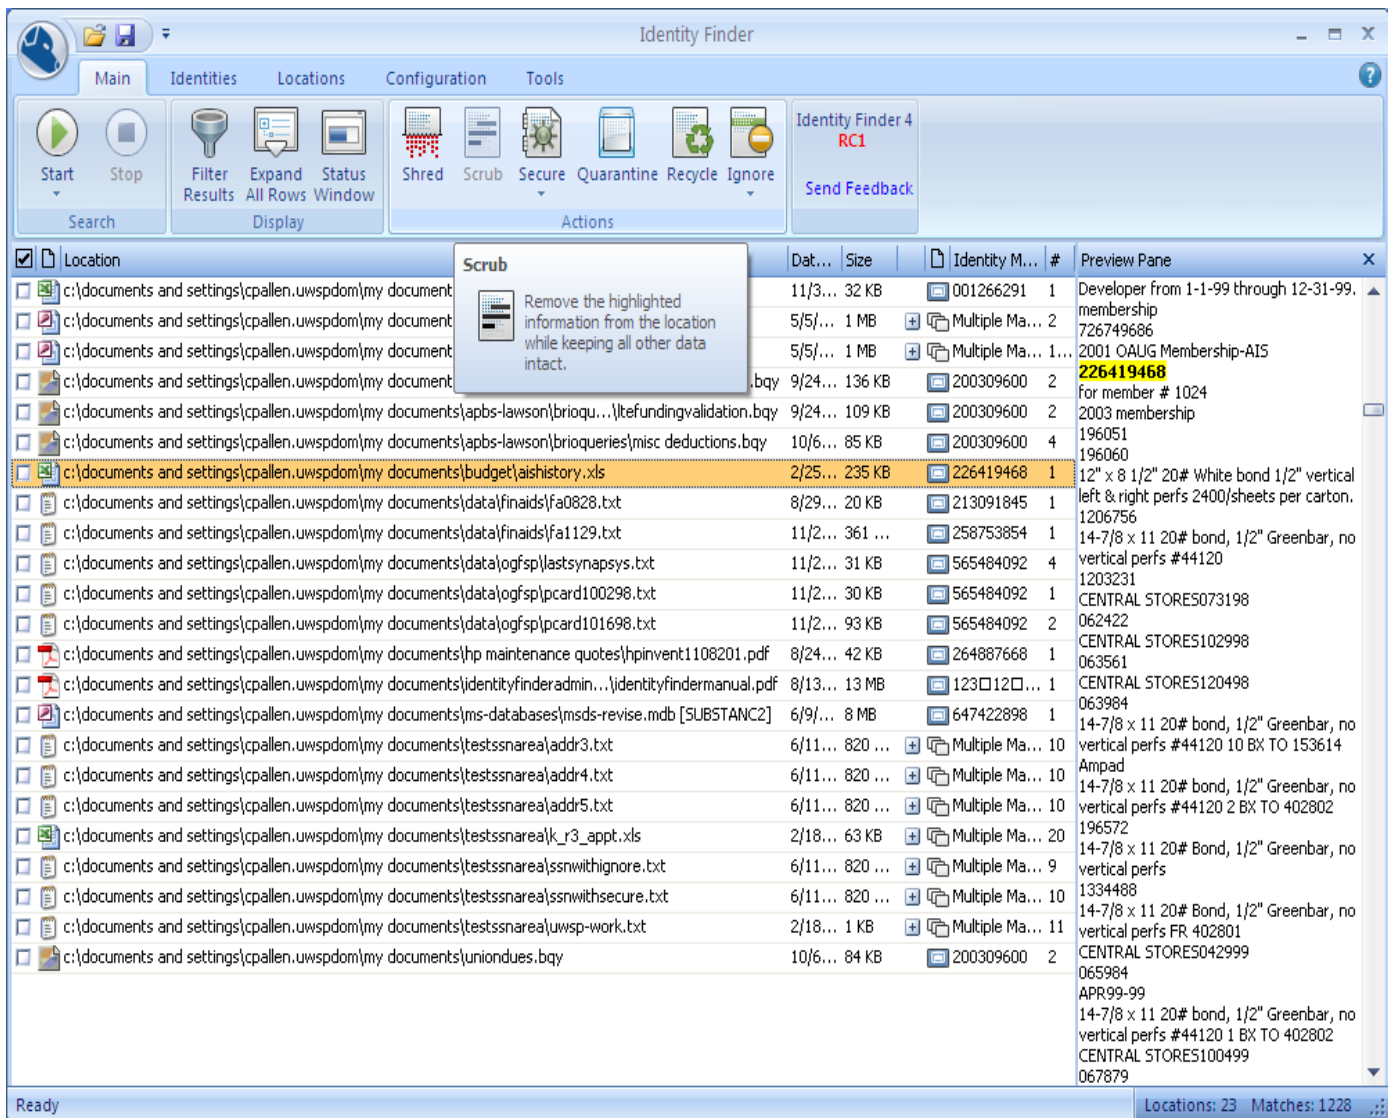 Identity Finder
Main Identities Locations Configuration Tools
Start
Stop
Filter Results
Expand All Rows
Status Window
Shred
Scrub
Secure
Quarantine
Recycle
Ignore
Search
Display
Actions
Identity Finder 4
RC1
Send Feedback
Location Dat... Size Identity M... # Preview Pane
Scrub
Remove the highlighted
information from the location
while keeping all other data
intact.
c:\documents and settings\cpallen.uwspdom\my document 11/3... 32 KB 001266291 1
c:\documents and settings\cpallen.uwspdom\my document 5/5/... 1 MB Multiple Ma... 2
c:\documents and settings\cpallen.uwspdom\my document 5/5/... 1 MB Multiple Ma... 1...
c:\documents and settings\cpallen.uwspdom\my document .bqy 9/24... 136 KB 200309600 2
c:\documents and settings\cpallen.uwspdom\my documents\apbs-lawson\brioqu...\ltefundingvalidation.bqy 9/24... 109 KB 200309600 2
c:\documents and settings\cpallen.uwspdom\my documents\apbs-lawson\brioqueries\misc deductions.bqy 10/6... 85 KB 200309600 4
c:\documents and settings\cpallen.uwspdom\my documents\budget\aishistory.xls 2/25... 235 KB 226419468 1
c:\documents and settings\cpallen.uwspdom\my documents\data\finaids\fa0828.txt 8/29... 20 KB 213091845 1
c:\documents and settings\cpallen.uwspdom\my documents\data\finaids\fa1129.txt 11/2... 361 ... 258753854 1
c:\documents and settings\cpallen.uwspdom\my documents\data\ogfsp\lastsynapsys.txt 11/2... 31 KB 565484092 4
c:\documents and settings\cpallen.uwspdom\my documents\data\ogfsp\pcard100298.txt 11/2... 30 KB 565484092 1
c:\documents and settings\cpallen.uwspdom\my documents\data\ogfsp\pcard101698.txt 11/2... 93 KB 565484092 2
c:\documents and settings\cpallen.uwspdom\my documents\hp maintenance quotes\hpinvent1108201.pdf 8/24... 42 KB 264887668 1
c:\documents and settings\cpallen.uwspdom\my documents\identityfinderadmin...\identityfindermanual.pdf 8/13... 13 MB 123□12□... 1
c:\documents and settings\cpallen.uwspdom\my documents\ms-databases\msds-revise.mdb [SUBSTANC2] 6/9/... 8 MB 647422898 1
c:\documents and settings\cpallen.uwspdom\my documents\testssnarea\addr3.txt 6/11... 820 ... Multiple Ma... 10
c:\documents and settings\cpallen.uwspdom\my documents\testssnarea\addr4.txt 6/11... 820 ... Multiple Ma... 10
c:\documents and settings\cpallen.uwspdom\my documents\testssnarea\addr5.txt 6/11... 820 ... Multiple Ma... 10
c:\documents and settings\cpallen.uwspdom\my documents\testssnarea\k_r3_appt.xls 2/18... 63 KB Multiple Ma... 20
c:\documents and settings\cpallen.uwspdom\my documents\testssnarea\ssnwithignore.txt 6/11... 820 ... Multiple Ma... 9
c:\documents and settings\cpallen.uwspdom\my documents\testssnarea\ssnwithsecure.txt 6/11... 820 ... Multiple Ma... 10
c:\documents and settings\cpallen.uwspdom\my documents\testssnarea\uwsp-work.txt 2/18... 1 KB Multiple Ma... 11
c:\documents and settings\cpallen.uwspdom\my documents\uniondues.bqy 10/6... 84 KB 200309600 2
Developer from 1-1-99 through 12-31-99.
membership
726749686
2001 OAUG Membership-AIS
226419468
for member # 1024
2003 membership
196051
196060
12" x 8 1/2" 20# White bond 1/2" vertical
left & right perfs 2400/sheets per carton.
1206756
14-7/8 x 11 20# bond, 1/2" Greenbar, no
vertical perfs #44120
1203231
CENTRAL STORES073198
062422
CENTRAL STORES102998
063561
CENTRAL STORES120498
063984
14-7/8 x 11 20# bond, 1/2" Greenbar, no
vertical perfs #44120 10 BX TO 153614
Ampad
14-7/8 x 11 20# bond, 1/2" Greenbar, no
vertical perfs #44120 2 BX TO 402802
196572
14-7/8 x 11 20# Bond, 1/2" Greenbar, no
vertical perfs
1334488
14-7/8 x 11 20# Bond, 1/2" Greenbar, no
vertical perfs FR 402801
CENTRAL STORES042999
065984
APR99-99
14-7/8 x 11 20# bond, 1/2" Greenbar, no
vertical perfs #44120 1 BX TO 402802
CENTRAL STORES100499
067879
Ready
Locations: 23 Matches: 1228